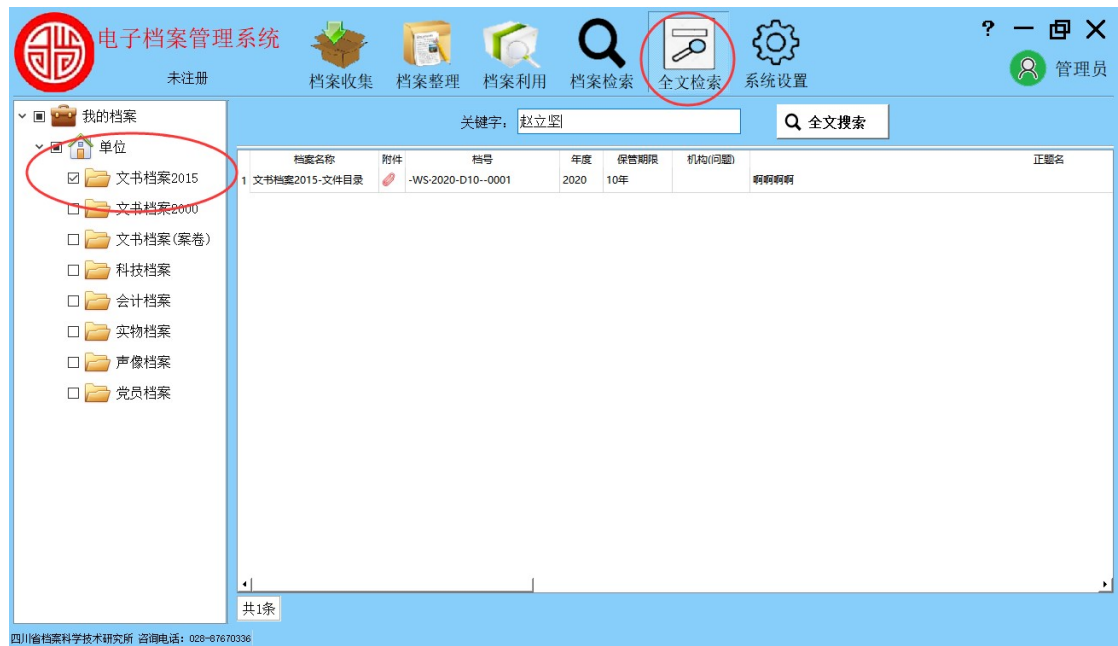 电子档案管理系统
未注册
档案收集 档案整理 档案利用 档案检索 全文检索 系统设置
?
管理员
我的档案
单位
文书档案2015
文书档案2000
文书档案(案卷)
科技档案
会计档案
实物档案
声像档案
党员档案
关键字: 赵立坚 全文搜索
档案名称 附件 档号 年度 保管期限 机构(问题) 正题名
1 文书档案2015-文件目录 -WS-2020-D10--0001 2020 10年 啊啊啊啊
共1条
四川省档案科学技术研究所 咨询电话: 028-87670336